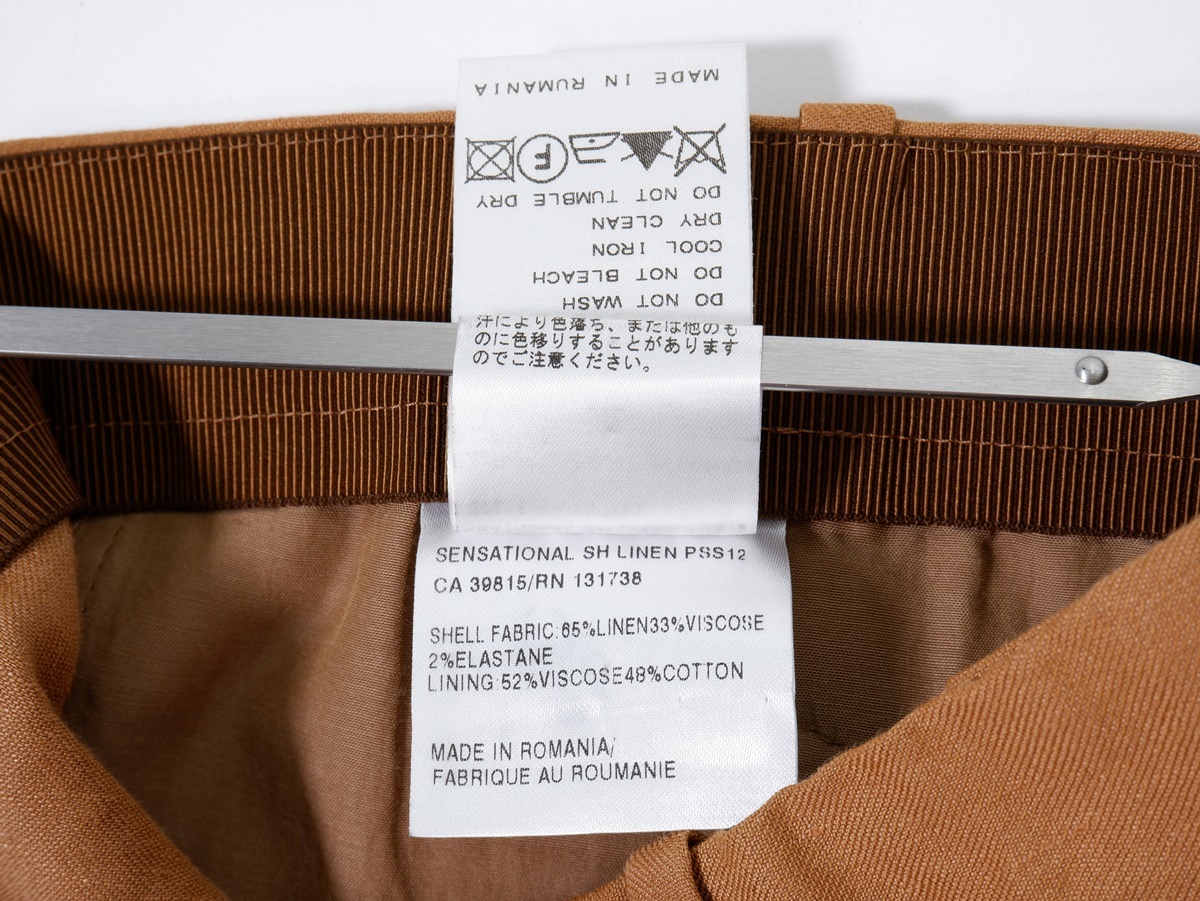 MADE IN RUMANIA
F
DO NOT TUMBLE DRY
DRY CLEAN
COOL IRON
DO NOT BLEACH
DO NOT WASH
汗により色落ち、または他のも
のに色移りすることがあります
のでご注意ください。
SENSATIONAL SH LINEN PSS12
CA 39815/RN 131738
SHELL FABRIC:65%LINEN33%VISCOSE
2%ELASTANE
LINING:52%VISCOSE48%COTTON
MADE IN ROMANIA/
FABRIQUE AU ROUMANIE